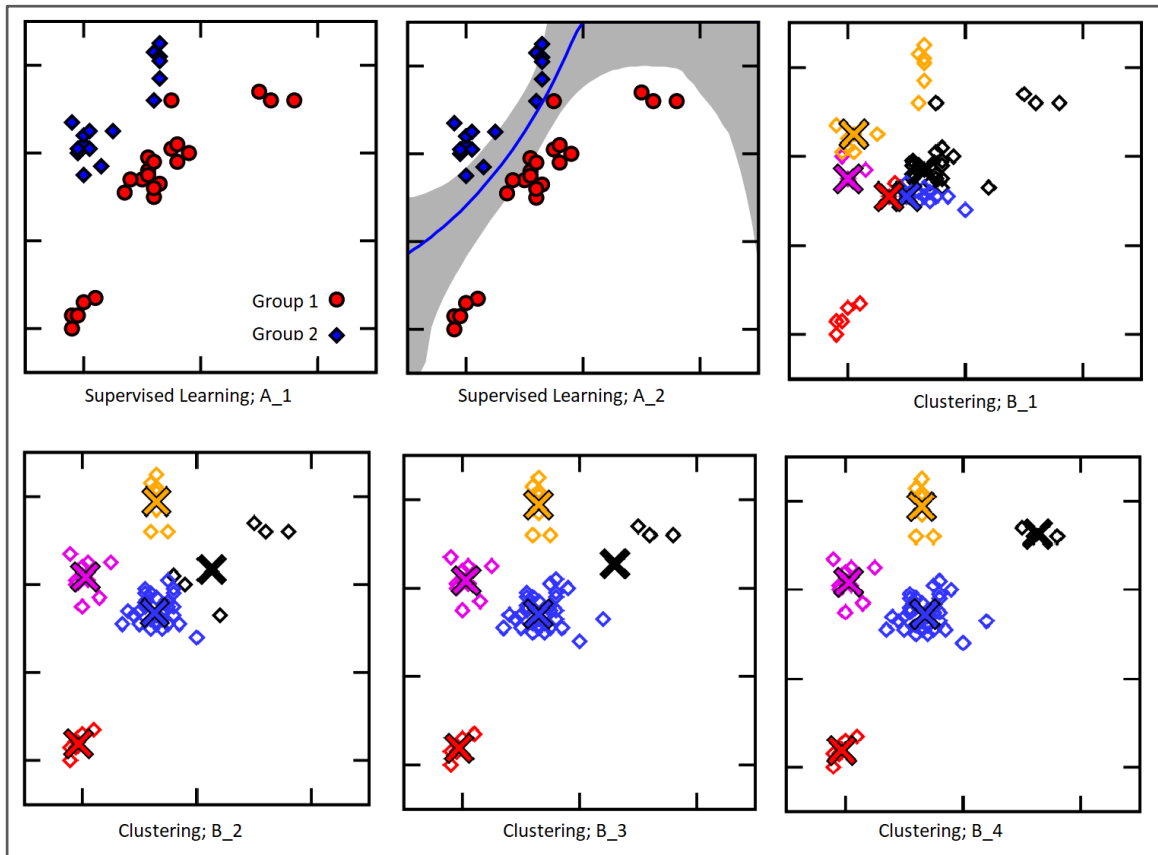 Group 1
Group 2
Supervised Learning; A_1
Supervised Learning; A_2
Clustering; B_1
Clustering; B_2
Clustering; B_3
Clustering; B_4